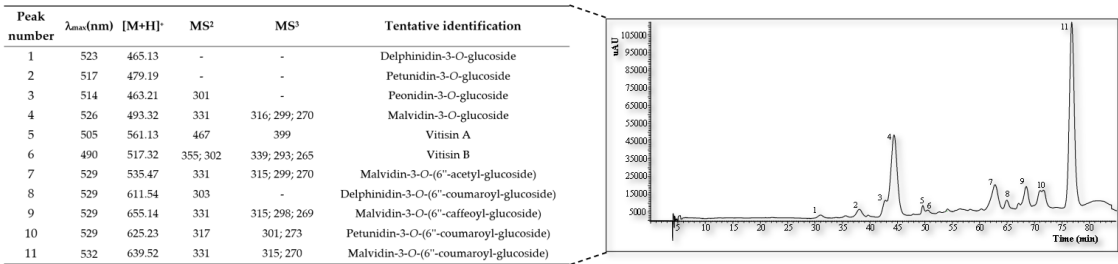 Peak number λmax(nm) [M+H]+ MS² MS³ Tentative identification
1 523 465.13 - - Delphinidin-3-O-glucoside
2 517 479.19 - - Petunidin-3-O-glucoside
3 514 463.21 301 - Peonidin-3-O-glucoside
4 526 493.32 331 316; 299; 270 Malvidin-3-O-glucoside
5 505 561.13 467 399 Vitisin A
6 490 517.32 355; 302 339; 293; 265 Vitisin B
7 529 535.47 331 315; 299; 270 Malvidin-3-O-(6''-acetyl-glucoside)
8 529 611.54 303 - Delphinidin-3-O-(6''-coumaroyl-glucoside)
9 529 655.14 331 315; 298; 269 Malvidin-3-O-(6''-caffeoyl-glucoside)
10 529 625.23 317 301; 273 Petunidin-3-O-(6''-coumaroyl-glucoside)
11 532 639.52 331 315; 270 Malvidin-3-O-(6''-coumaroyl-glucoside)
uAU
105000
95000
85000
75000
65000
55000
45000
35000
25000
15000
5000
1 2 3 4 5 6 7 8 9 10 11
5 10 15 20 25 30 35 40 45 50 55 60 65 70 75 80
Time (min)